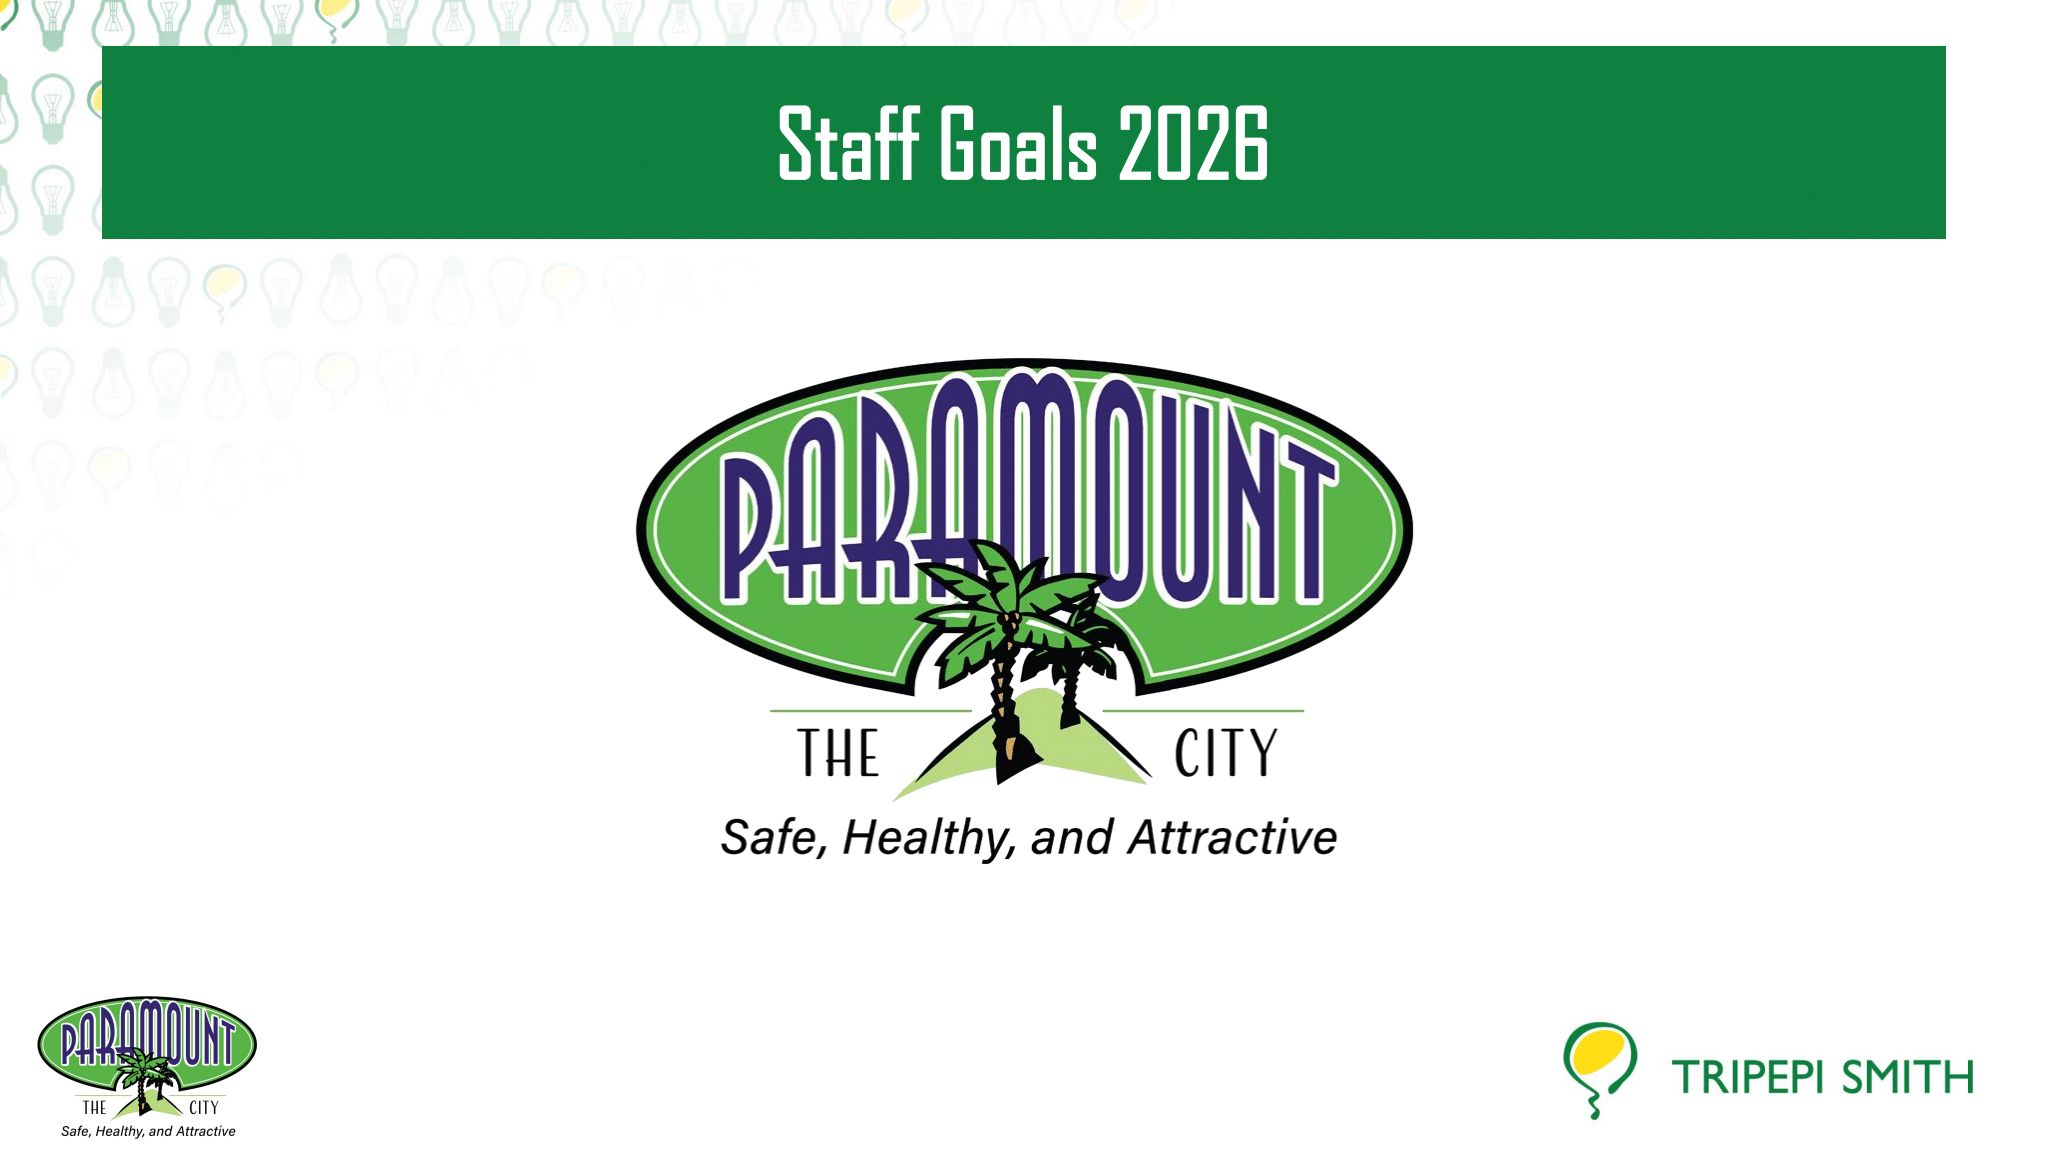 Staff Goals 2026
PARAMOUNT
THE CITY
Safe, Healthy, and Attractive
PARAMOUNT
THE CITY
Safe, Healthy, and Attractive
TRIPEPI SMITH